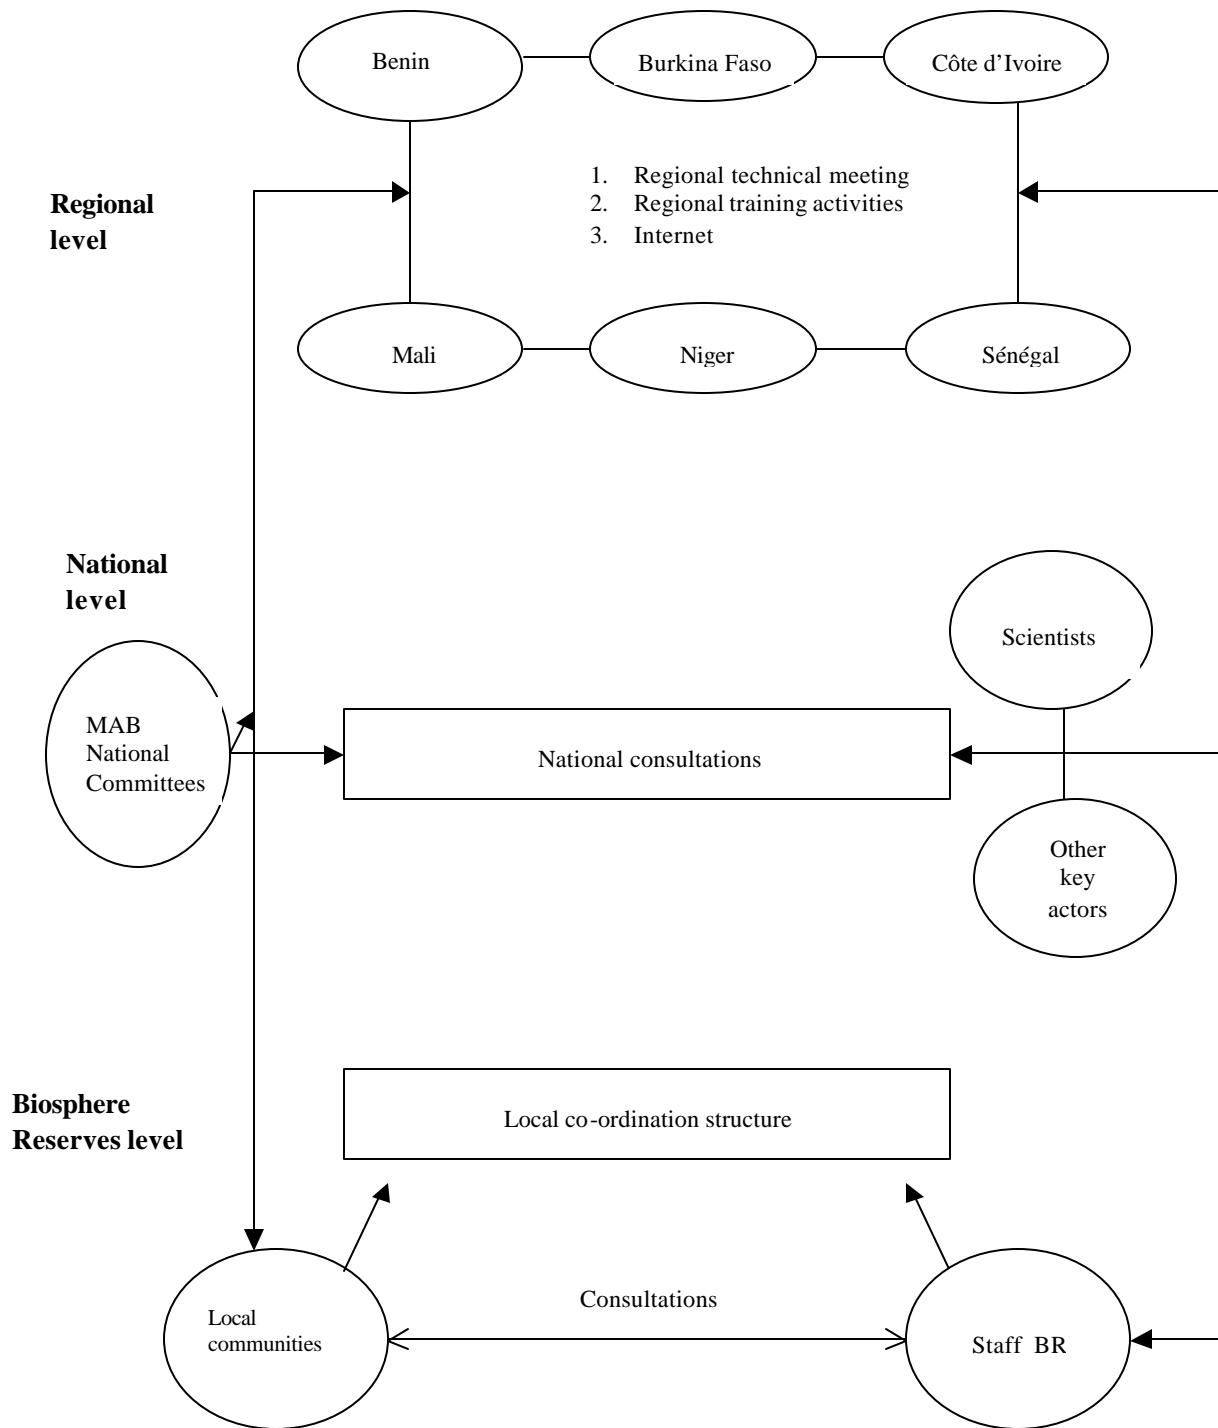 Benin
Burkina Faso
Côte d’Ivoire
Regional
level
1. Regional technical meeting
2. Regional training activities
3. Internet
Mali
Niger
Sénégal
National
level
Scientists
MAB
National
Committees
National consultations
Other
key
actors
Biosphere
Reserves level
Local co-ordination structure
Consultations
Local
communities
Staff BR